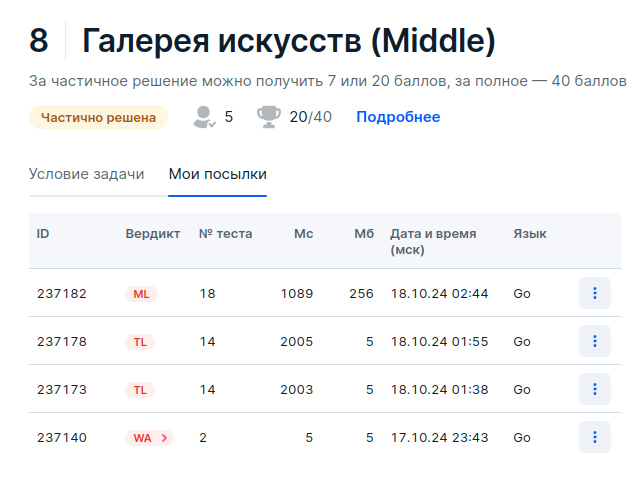 8 Галерея искусств (Middle)
За частичное решение можно получить 7 или 20 баллов, за полное — 40 баллов
Частично решена 5 20/40 Подробнее
Условие задачи Мои посылки
ID Вердикт № теста Мс Мб Дата и время (мск) Язык
237182 ML 18 1089 256 18.10.24 02:44 Go
237178 TL 14 2005 5 18.10.24 01:55 Go
237173 TL 14 2003 5 18.10.24 01:38 Go
237140 WA 2 5 5 17.10.24 23:43 Go